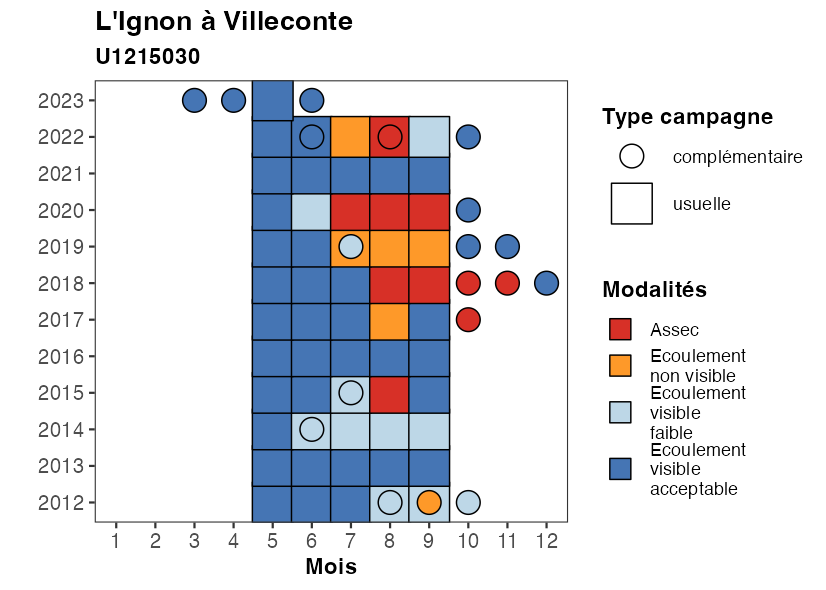 L'Ignon à Villeconte
U1215030
2023
2022
2021
2020
2019
2018
2017
2016
2015
2014
2013
2012
1 2 3 4 5 6 7 8 9 10 11 12
Mois
Type campagne
complémentaire
usuelle
Modalités
Assec
Ecoulement
non visible
Ecoulement
visible
faible
Ecoulement
visible
acceptable